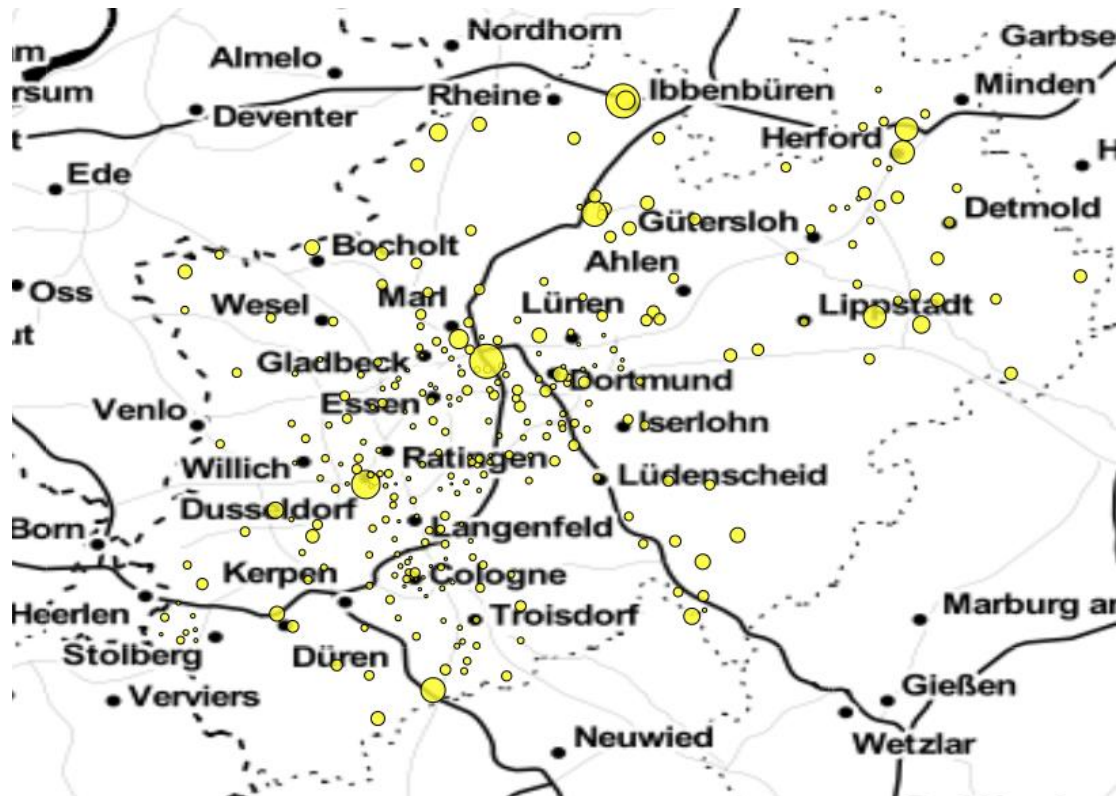 Nordhorn
Garbse
Almelo
m
Minden
Ibbenbüren
Rheine
rsum
Deventer
Herford
t
H
Ede
Detmold
Gütersloh
Bocholt
Ahlen
Oss
Marl
Lünen
Wesel
Lippstadt
ut
Gladbeck
Dortmund
Essen
Venlo
Iserlohn
Ratingen
Willich
Lüdenscheid
Dusseldorf
Langenfeld
Born
Kerpen
Cologne
Marburg an
Heerlen
Troisdorf
Stolberg
Düren
Gießen
Verviers
Neuwied
Wetzlar